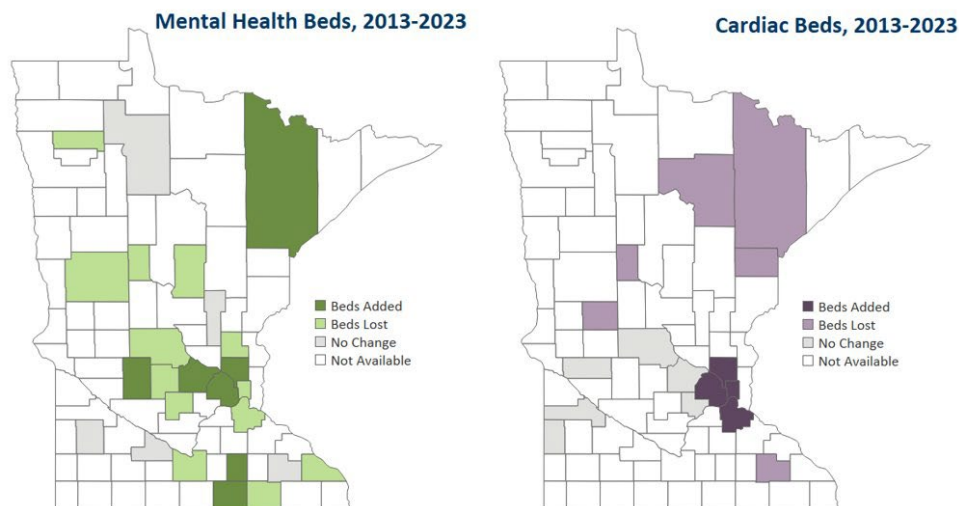 Mental Health Beds, 2013-2023
Beds Added
Beds Lost
No Change
Not Available
Cardiac Beds, 2013-2023
Beds Added
Beds Lost
No Change
Not Available